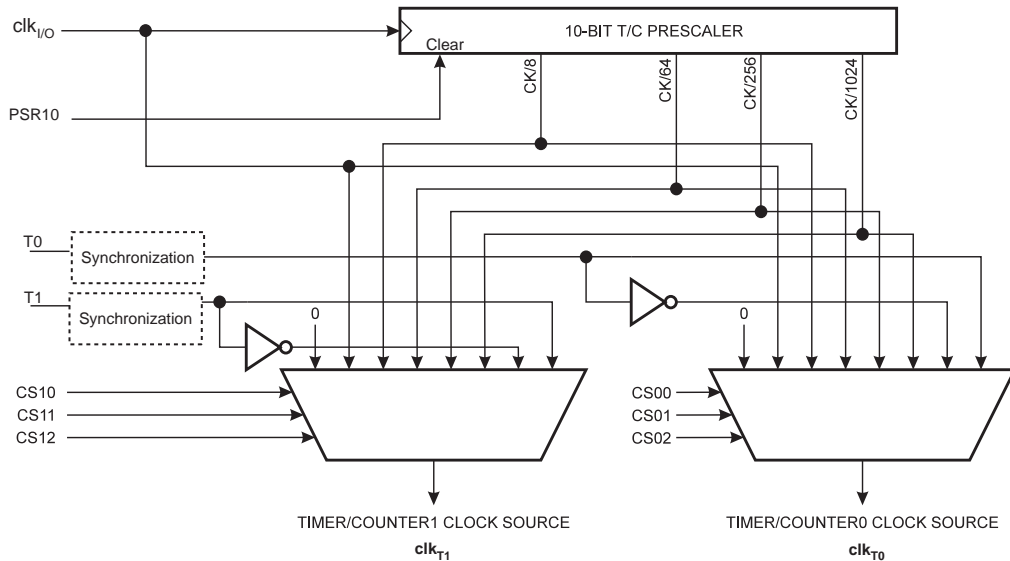 clkI/O
10-BIT T/C PRESCALER
Clear
PSR10
CK/8
CK/64
CK/256
CK/1024
T0
Synchronization
T1
Synchronization
0
0
CS10
CS11
CS12
CS00
CS01
CS02
TIMER/COUNTER1 CLOCK SOURCE
clkT1
TIMER/COUNTER0 CLOCK SOURCE
clkT0